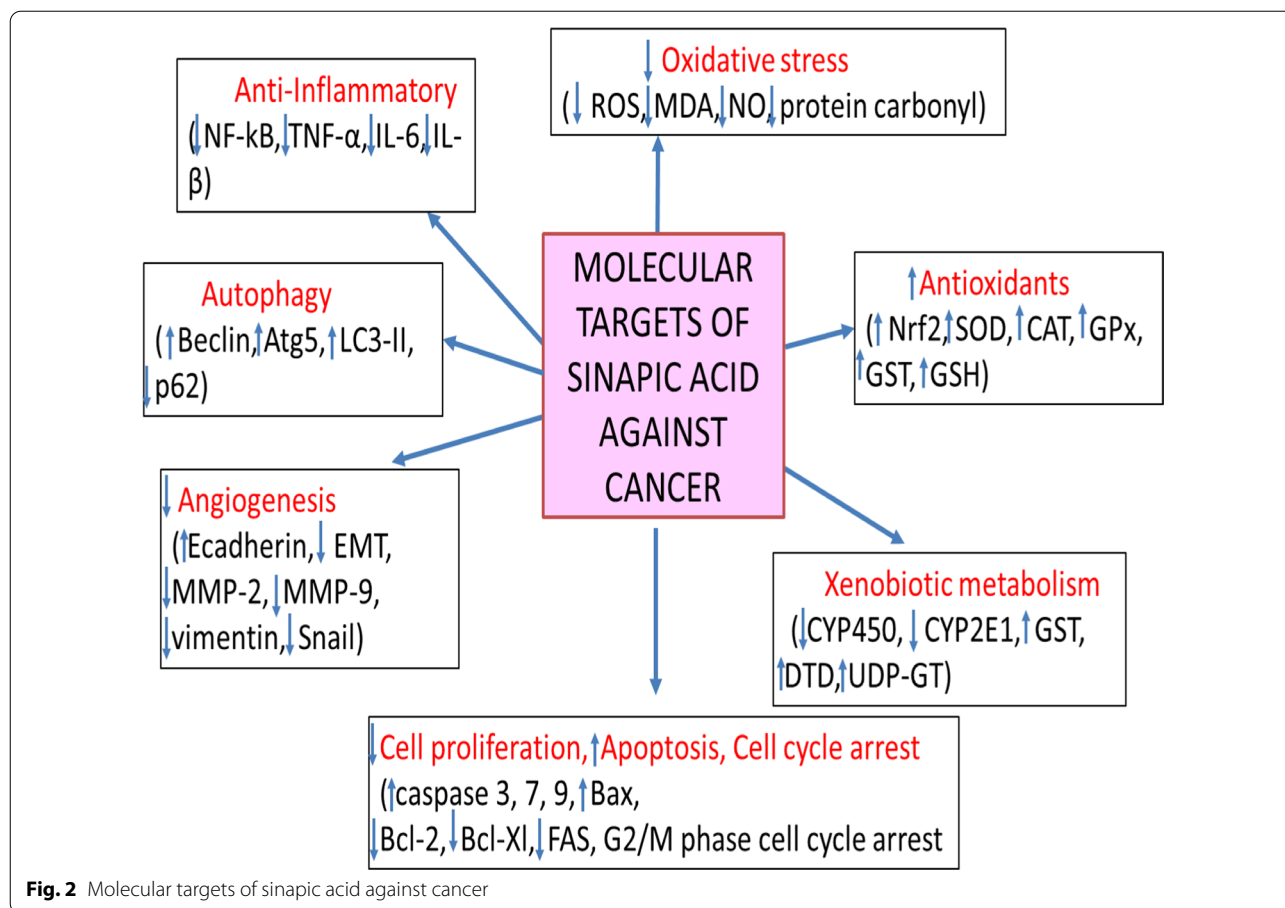 Anti-Inflammatory
(↓NF-kB,↓TNF-α,↓IL-6,↓IL-
β)
↓Oxidative stress
(↓ ROS,↓MDA,↓NO,↓protein carbonyl)
Autophagy
(↑Beclin,↑Atg5,↑LC3-II,
↓p62)
MOLECULAR
TARGETS OF
SINAPIC ACID
AGAINST
CANCER
↑Antioxidants
(↑ Nrf2,↑SOD,↑CAT,↑GPx,
↑GST,↑GSH)
↓Angiogenesis
(↑Ecadherin,↓ EMT,
↓MMP-2,↓MMP-9,
↓vimentin,↓Snail)
Xenobiotic metabolism
(↓CYP450,↓ CYP2E1,↑GST,
↑DTD,↑UDP-GT)
↓Cell proliferation,↑Apoptosis, Cell cycle arrest
(↑caspase 3, 7, 9,↑Bax,
↓Bcl-2,↓Bcl-Xl,↓FAS, G2/M phase cell cycle arrest
Fig. 2 Molecular targets of sinapic acid against cancer